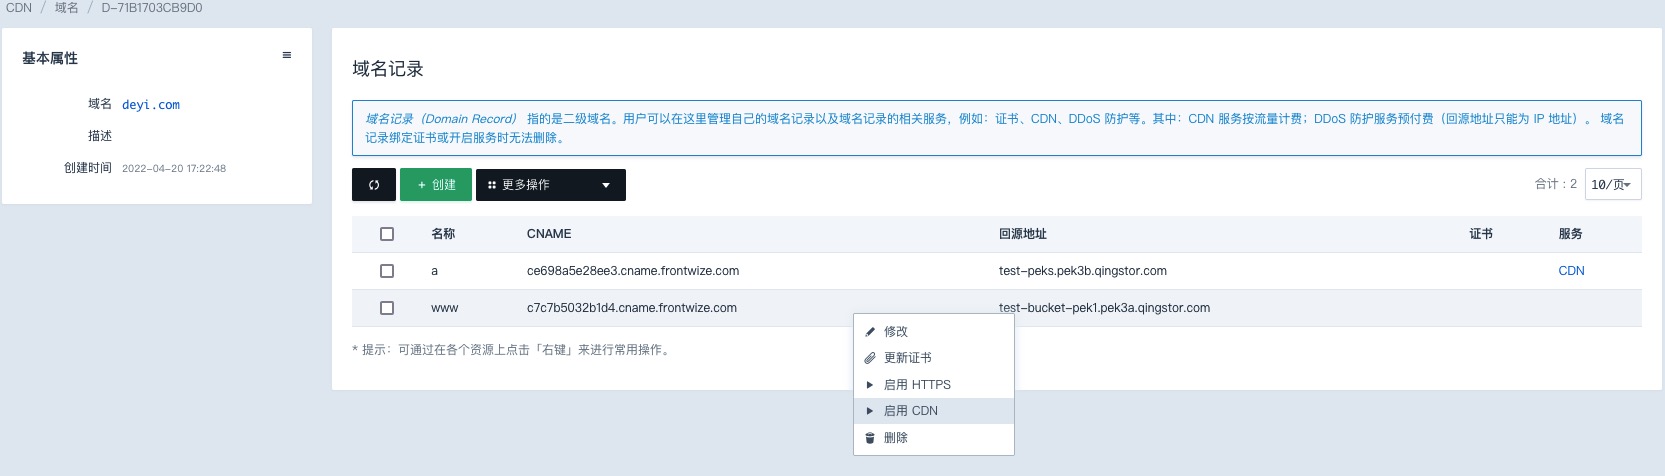 CDN / 域名 / D-71B1703CB9D0
基本属性
域名 deyi.com
描述
创建时间 2022-04-20 17:22:48
域名记录
域名记录（Domain Record） 指的是二级域名。用户可以在这里管理自己的域名记录以及域名记录的相关服务，例如：证书、CDN、DDoS 防护等。其中：CDN 服务按流量计费；DDoS 防护服务预付费（回源地址只能为 IP 地址）。 域名
记录绑定证书或开启服务时无法删除。
+ 创建 更多操作 合计：2 10/页
名称 CNAME 回源地址 证书 服务
a ce698a5e28ee3.cname.frontwize.com test-peks.pek3b.qingstor.com CDN
www c7c7b5032b1d4.cname.frontwize.com test-bucket-pek1.pek3a.qingstor.com
* 提示：可通过在各个资源上点击「右键」来进行常用操作。
修改
更新证书
启用 HTTPS
启用 CDN
删除